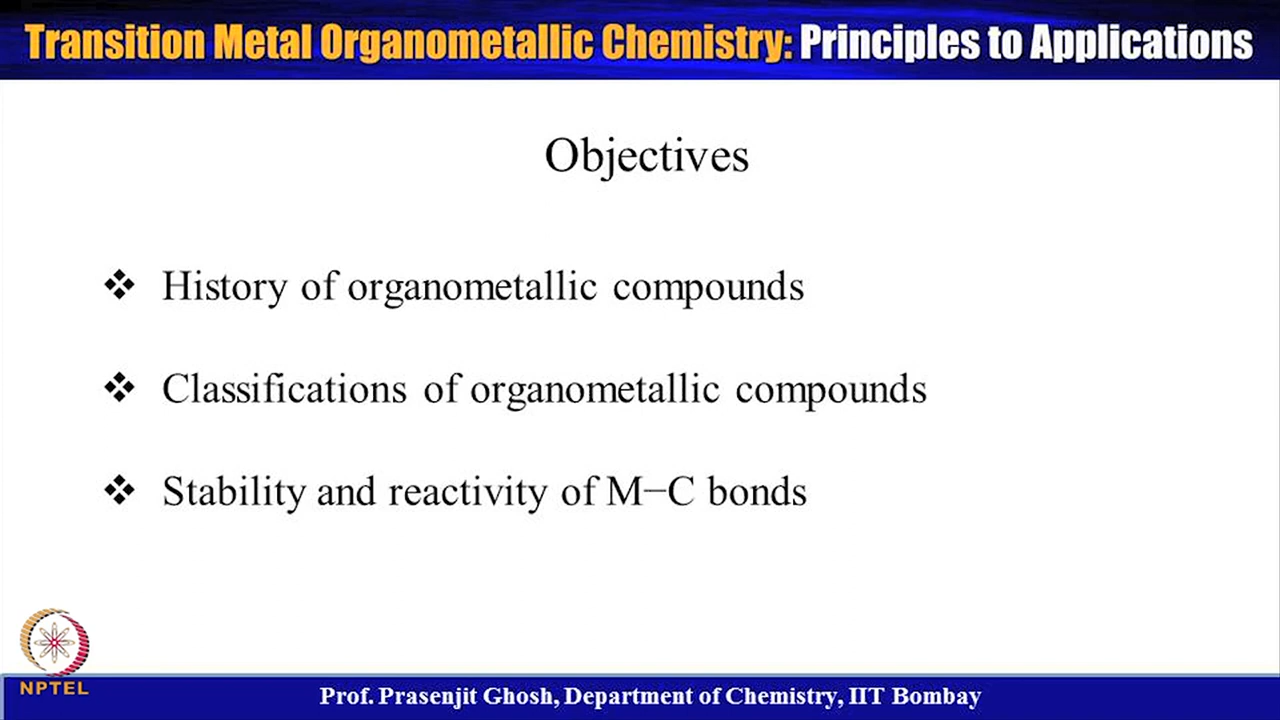 Transition Metal Organometallic Chemistry: Principles to Applications
Objectives
❖ History of organometallic compounds
❖ Classifications of organometallic compounds
❖ Stability and reactivity of M−C bonds
NPTEL
Prof. Prasenjit Ghosh, Department of Chemistry, IIT Bombay